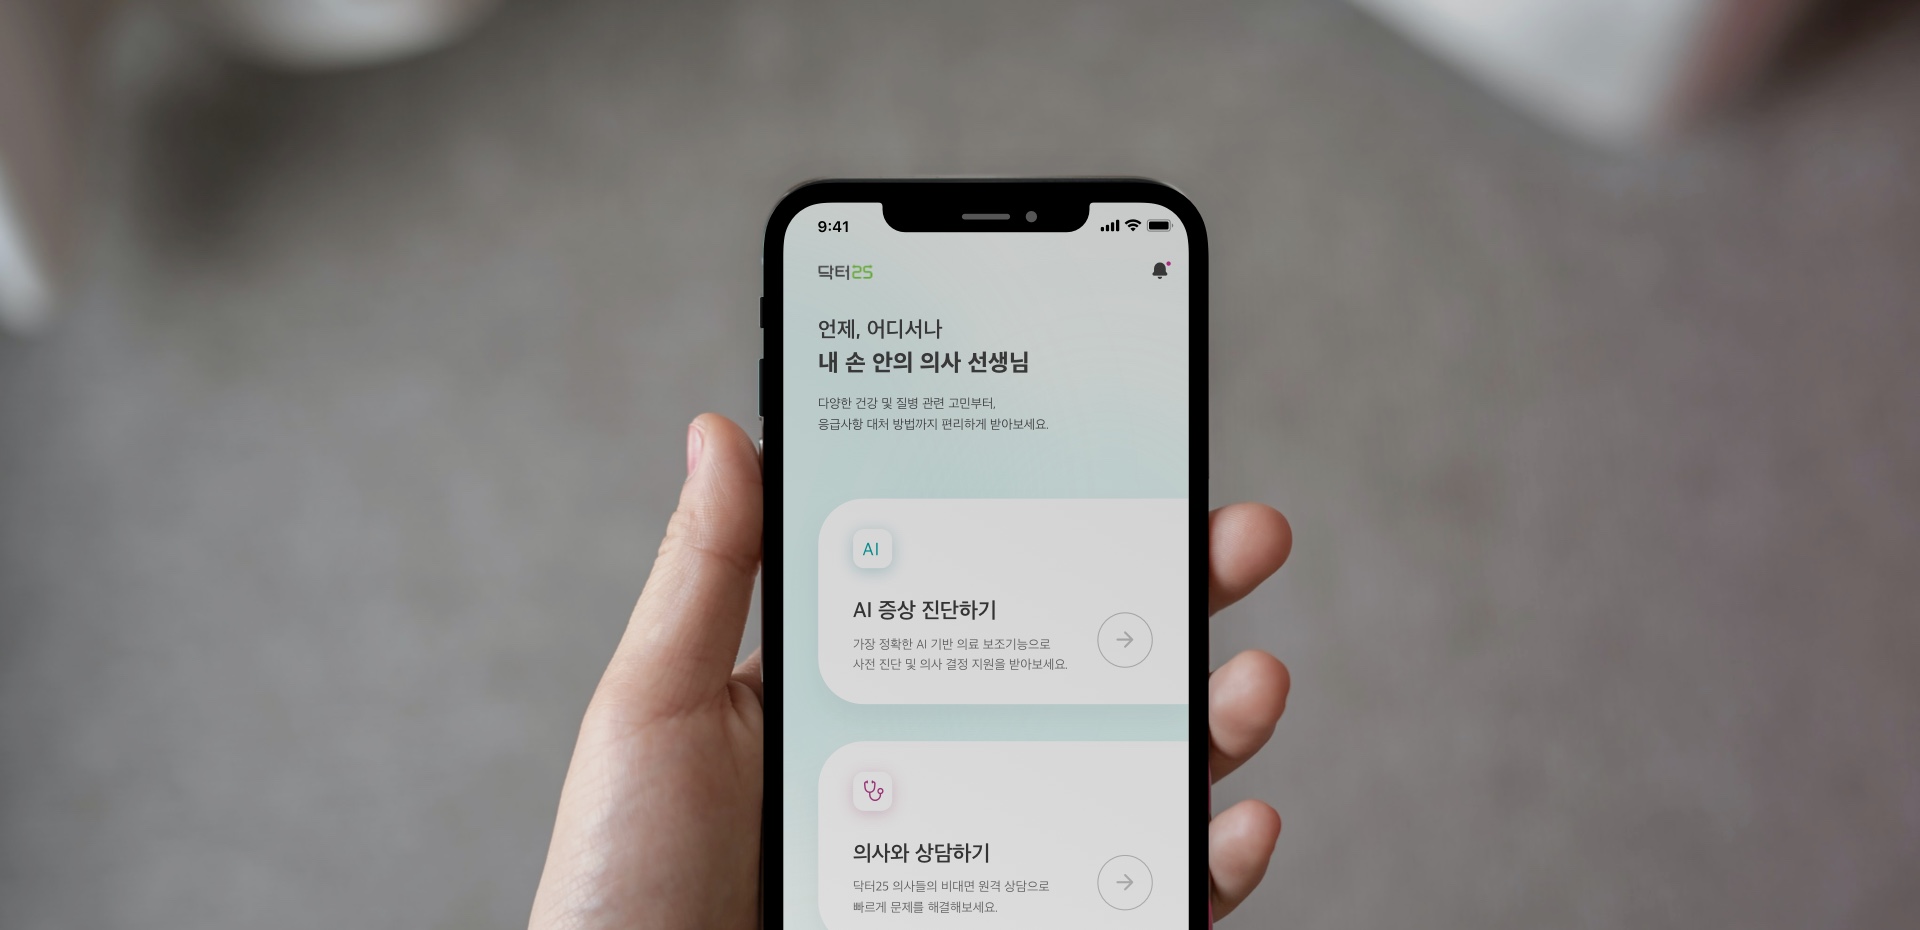 9:41
닥터25
언제, 어디서나
내 손 안의 의사 선생님
다양한 건강 및 질병 관련 고민부터,
응급사항 대처 방법까지 편리하게 받아보세요.
AI
AI 증상 진단하기
가장 정확한 AI 기반 의료 보조기능으로
사전 진단 및 의사 결정 지원을 받아보세요.
의사와 상담하기
닥터25 의사들의 비대면 원격 상담으로
빠르게 문제를 해결해보세요.